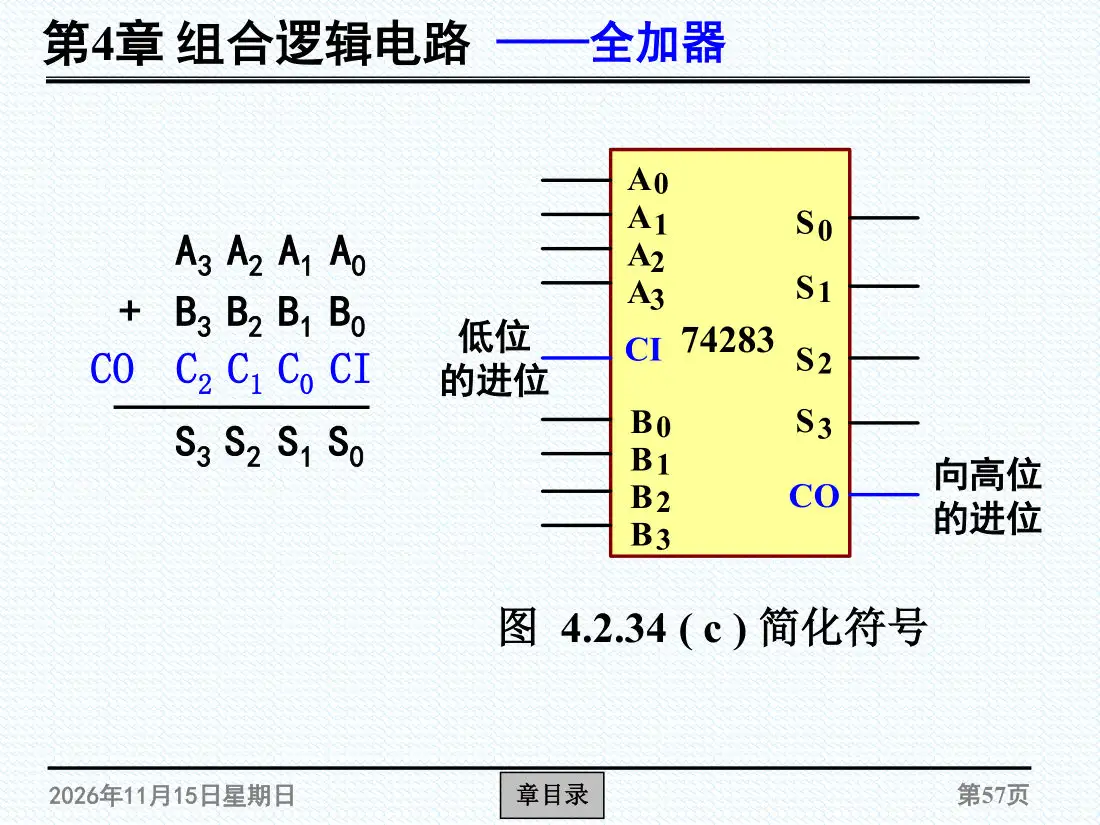 第4章 组合逻辑电路 ——全加器
A3 A2 A1 A0
+ B3 B2 B1 B0
CO C2 C1 C0 CI
S3 S2 S1 S0
低位
的进位
A0
A1
A2
A3
CI
B0
B1
B2
B3
74283
S0
S1
S2
S3
CO
向高位
的进位
图 4.2.34 ( c ) 简化符号
2026年11月15日星期日
章目录
第57页